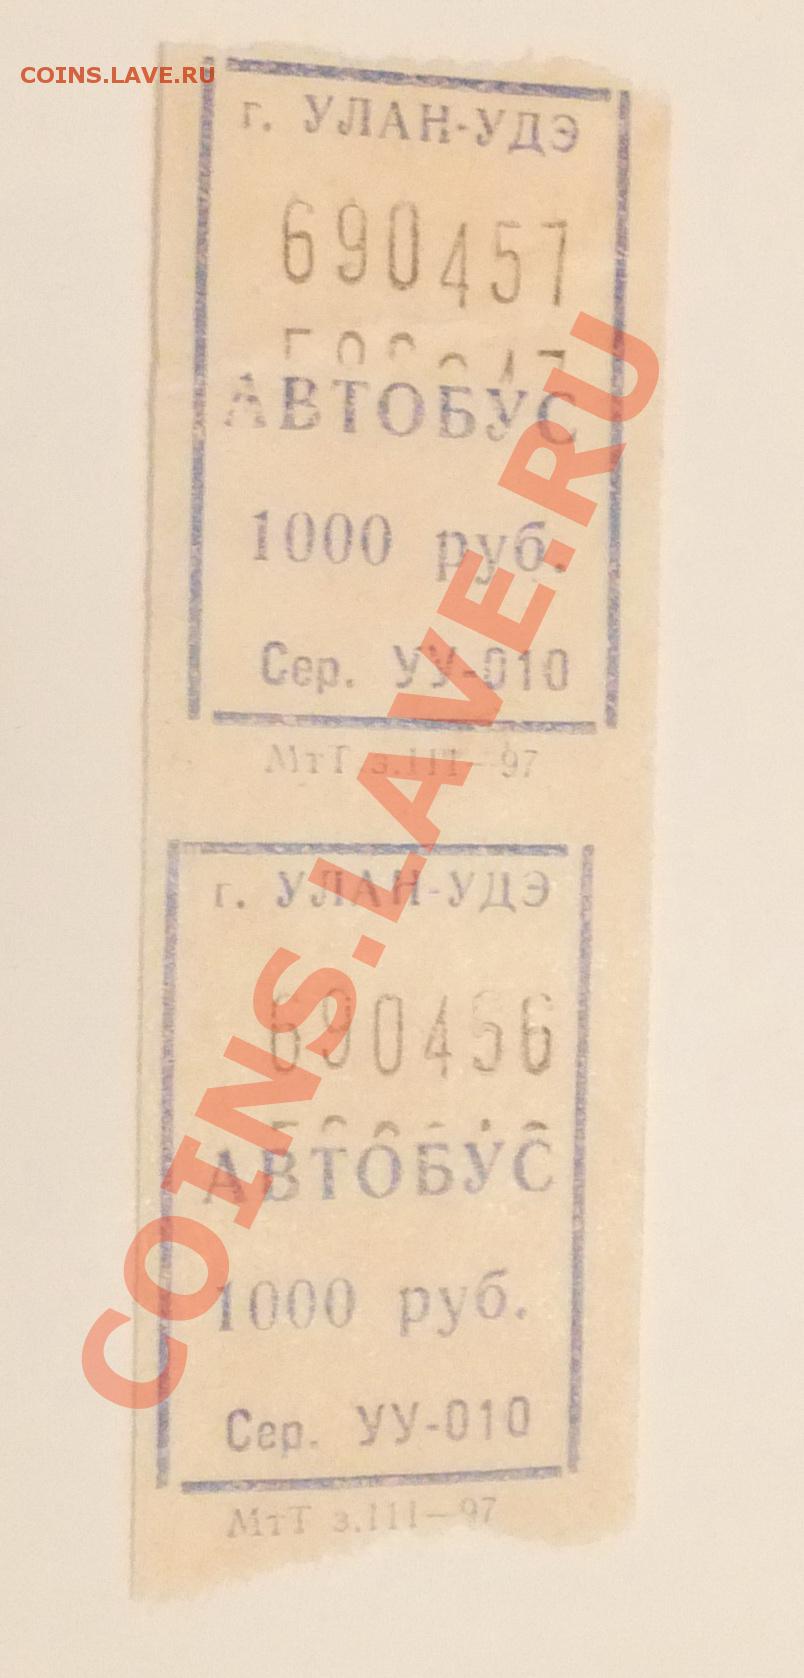 COINS.LAVE.RU
г. УЛАН-УДЭ
690457
АВТОБУС
1000 руб.
Сер. УУ-010
МтТ з.111—97
г. УЛАН-УДЭ
690456
АВТОБУС
1000 руб.
Сер. УУ-010
МтТ з.111—97
COINS.LAVE.RU